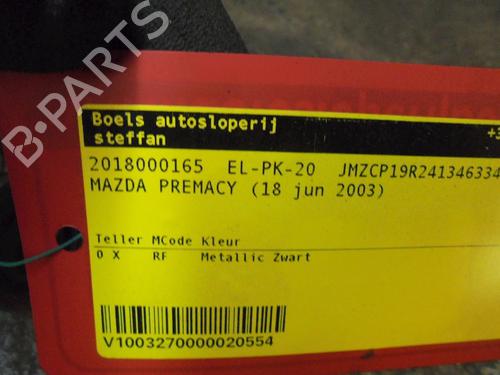 B-PARTS
Boels autosloperij
steffan
2018000165 EL-PK-20 JMZCP19R241346334
MAZDA PREMACY (18 jun 2003)
Teller MCode Kleur
0 X RF Metallic Zwart
V1003270000020554